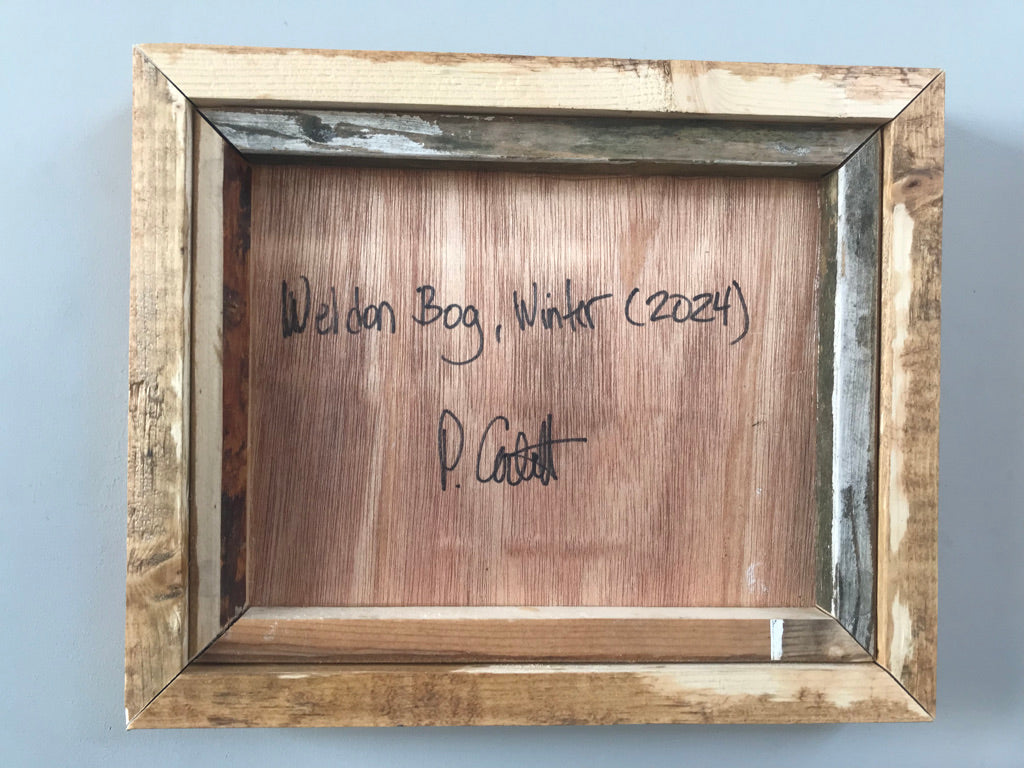 Weldon Bog, Winter (2024)
P.